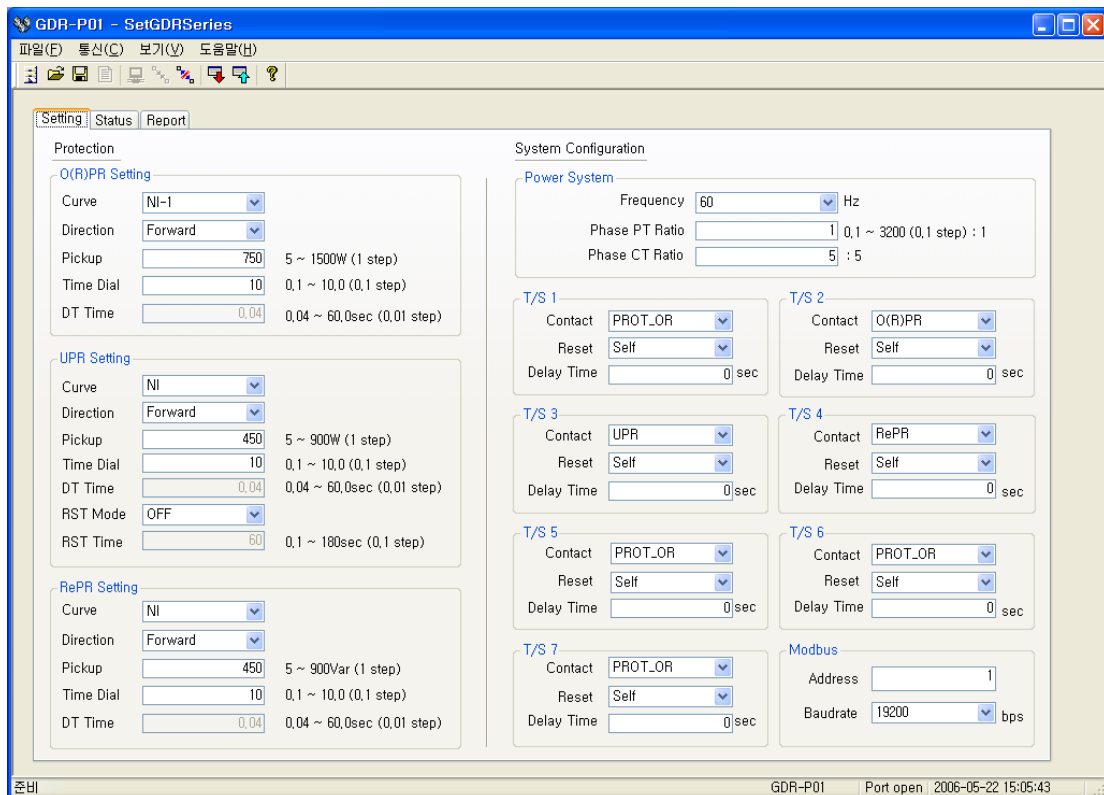 GDR-P01 - SetGDRSeries
파일(F) 통신(C) 보기(V) 도움말(H)
Setting Status Report
Protection
O(R)PR Setting
Curve NI-1
Direction Forward
Pickup 750 5 ~ 1500W (1 step)
Time Dial 10 0,1 ~ 10,0 (0,1 step)
DT Time 0,04 0,04 ~ 60,0sec (0,01 step)
UPR Setting
Curve NI
Direction Forward
Pickup 450 5 ~ 900W (1 step)
Time Dial 10 0,1 ~ 10,0 (0,1 step)
DT Time 0,04 0,04 ~ 60,0sec (0,01 step)
RST Mode OFF
RST Time 60 0,1 ~ 180sec (0,1 step)
RePR Setting
Curve NI
Direction Forward
Pickup 450 5 ~ 900Var (1 step)
Time Dial 10 0,1 ~ 10,0 (0,1 step)
DT Time 0,04 0,04 ~ 60,0sec (0,01 step)
System Configuration
Power System
Frequency 60 Hz
Phase PT Ratio 1 0,1 ~ 3200 (0,1 step) : 1
Phase CT Ratio 5 : 5
T/S 1
Contact PROT_OR
Reset Self
Delay Time 0 sec
T/S 2
Contact O(R)PR
Reset Self
Delay Time 0 sec
T/S 3
Contact UPR
Reset Self
Delay Time 0 sec
T/S 4
Contact RePR
Reset Self
Delay Time 0 sec
T/S 5
Contact PROT_OR
Reset Self
Delay Time 0 sec
T/S 6
Contact PROT_OR
Reset Self
Delay Time 0 sec
T/S 7
Contact PROT_OR
Reset Self
Delay Time 0 sec
Modbus
Address 1
Baudrate 19200 bps
준비 GDR-P01 Port open 2006-05-22 15:05:43